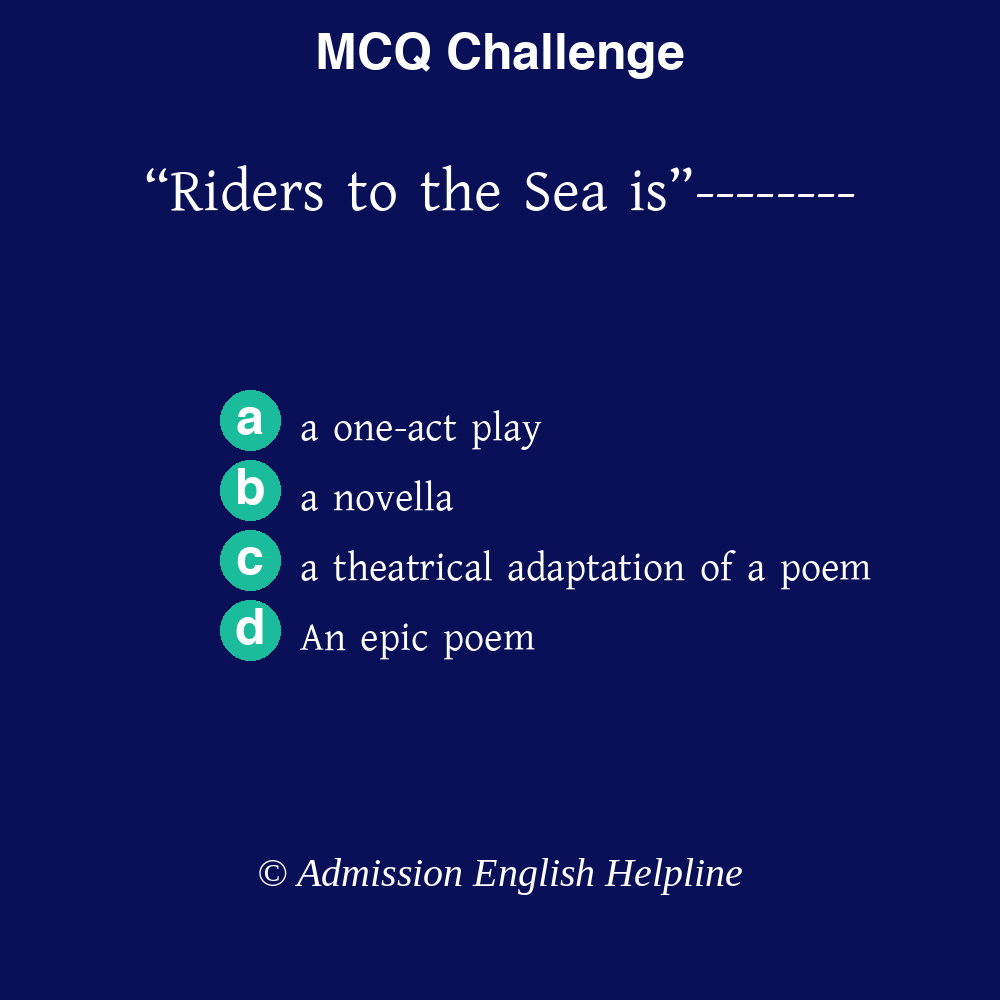 MCQ Challenge
“Riders to the Sea is”--------
a a one-act play
b a novella
c a theatrical adaptation of a poem
d An epic poem
© Admission English Helpline